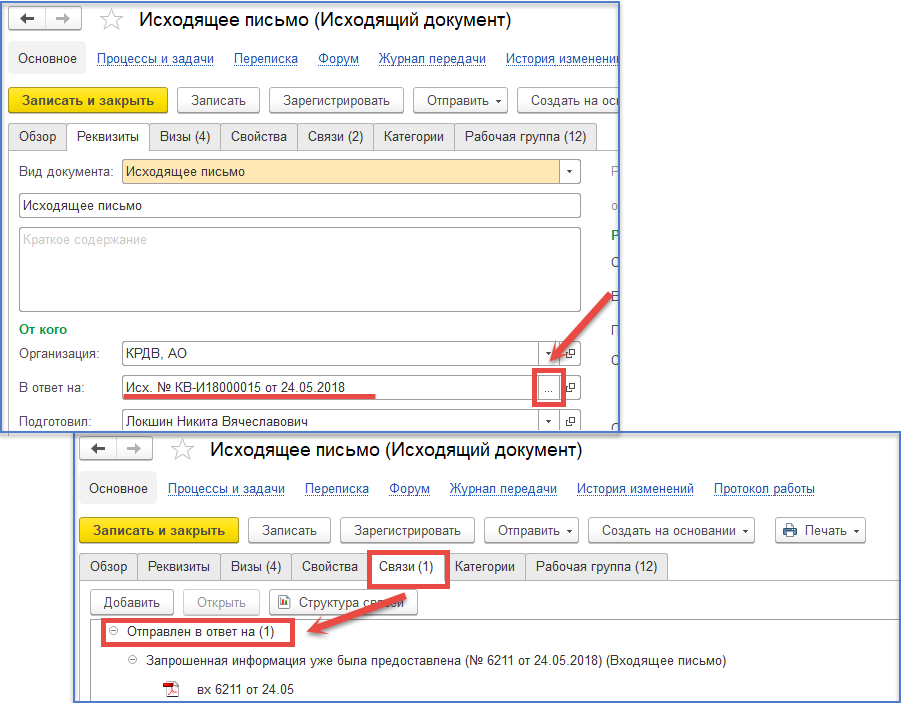 Исходящее письмо (Исходящий документ)
Основное Процессы и задачи Переписка Форум Журнал передачи История изменени
Записать и закрыть Записать Зарегистрировать Отправить Создать на ос
Обзор Реквизиты Визы (4) Свойства Связи (2) Категории Рабочая группа (12)
Вид документа: Исходящее письмо
Исходящее письмо
Краткое содержание
От кого
Организация: КРДВ, АО
В ответ на: Исх. № КВ-И18000015 от 24.05.2018 ...
Подготовил: Локшин Никита Вячеславович
Исходящее письмо (Исходящий документ)
Основное Процессы и задачи Переписка Форум Журнал передачи История изменений Протокол работы
Записать и закрыть Записать Зарегистрировать Отправить Создать на основании Печать
Обзор Реквизиты Визы (4) Свойства Связи (1) Категории Рабочая группа (12)
Добавить Открыть Структура связей
Отправлен в ответ на (1)
Запрошенная информация уже была предоставлена (№ 6211 от 24.05.2018) (Входящее письмо)
вх 6211 от 24.05